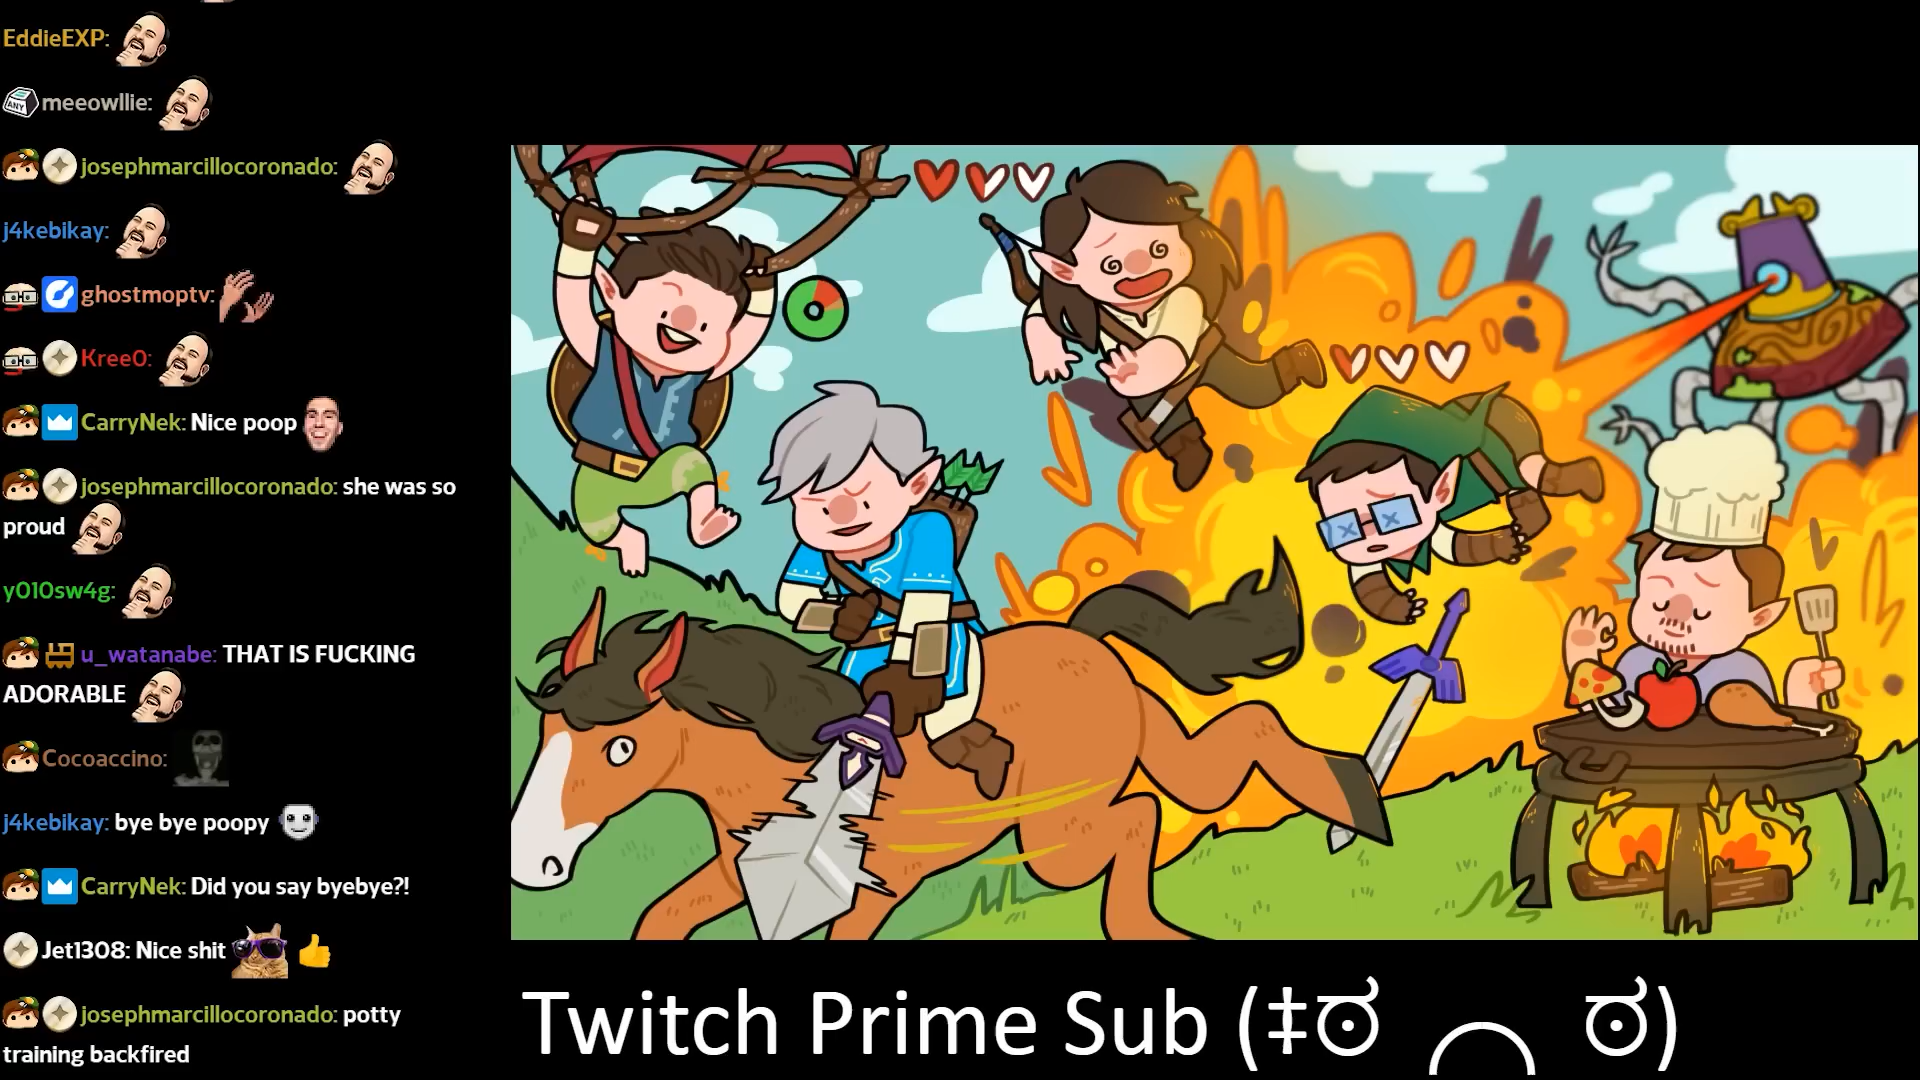 EddieEXP:
ANY meeowllie:
josephmarcillocoronado:
j4kebikay:
ghostmoptv:
Kree0:
CarryNek: Nice poop
josephmarcillocoronado: she was so
proud
y010sw4g:
u_watanabe: THAT IS FUCKING
ADORABLE
Cocoaccino:
j4kebikay: bye bye poopy
CarryNek: Did you say byebye?!
Jet1308: Nice shit
josephmarcillocoronado: potty
training backfired
Twitch Prime Sub (‡ಠ ︵ ಠ)